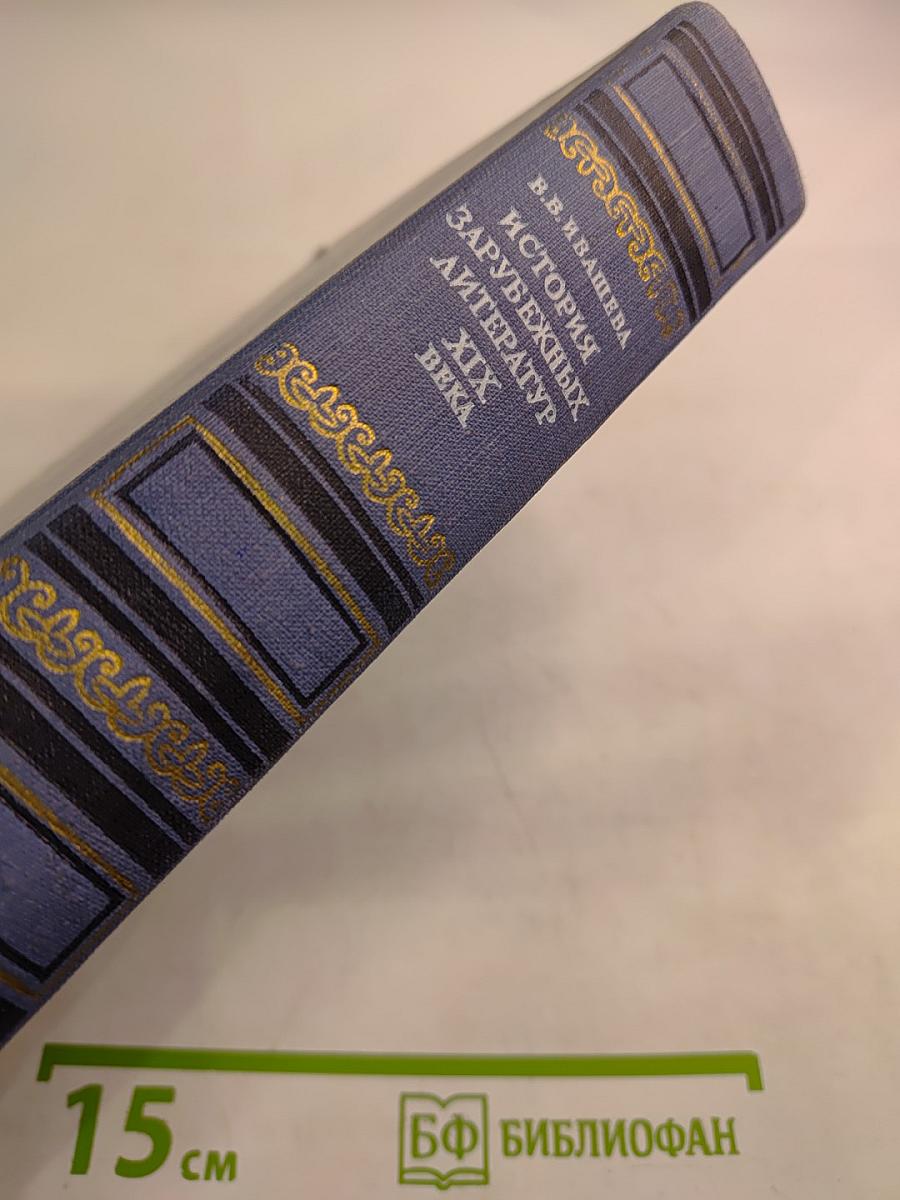 В.В.ИВАШЕВА
ИСТОРИЯ
ЗАРУБЕЖНЫХ
ЛИТЕРАТУР
XIX
ВЕКА
15 см
БФ БИБЛИОФАН